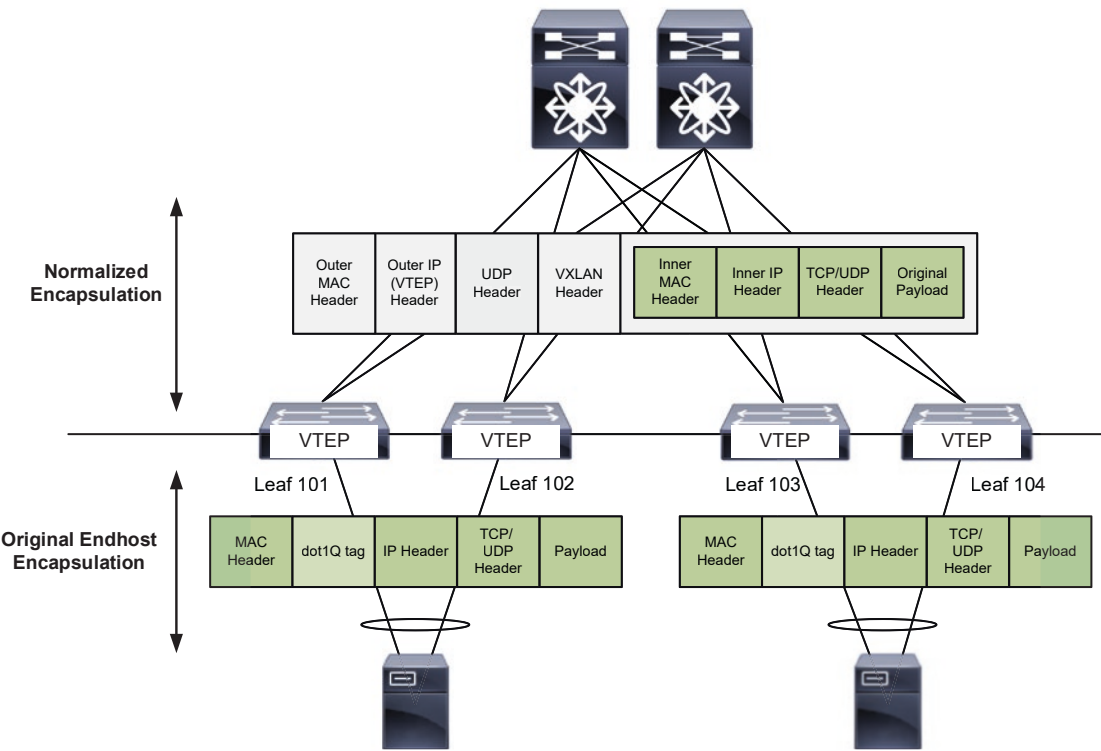 Normalized
Encapsulation
Outer
MAC
Header
Outer IP
(VTEP)
Header
UDP
Header
VXLAN
Header
Inner
MAC
Header
Inner IP
Header
TCP/UDP
Header
Original
Payload
VTEP
VTEP
VTEP
VTEP
Leaf 101
Leaf 102
Leaf 103
Leaf 104
Original Endhost
Encapsulation
MAC
Header
dot1Q tag
IP Header
TCP/
UDP
Header
Payload
MAC
Header
dot1Q tag
IP Header
TCP/
UDP
Header
Payload